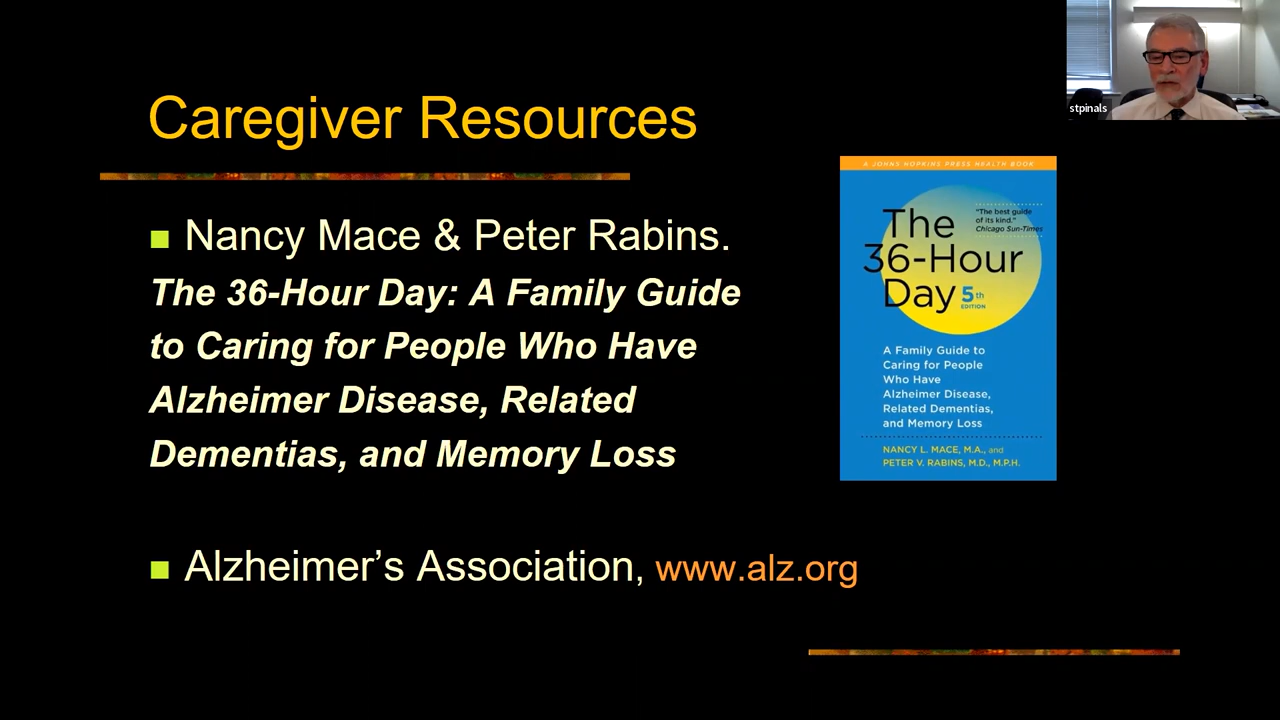 Caregiver Resources
stpinals
Nancy Mace & Peter Rabins.
The 36-Hour Day: A Family Guide
to Caring for People Who Have
Alzheimer Disease, Related
Dementias, and Memory Loss
Alzheimer’s Association, www.alz.org
A JOHNS HOPKINS PRESS HEALTH BOOK
The
36-Hour
Day 5th
EDITION
"The best guide
of its kind."
Chicago Sun-Times
A Family Guide to
Caring for People
Who Have
Alzheimer Disease,
Related Dementias,
and Memory Loss
NANCY L. MACE, M.A., and
PETER V. RABINS, M.D., M.P.H.